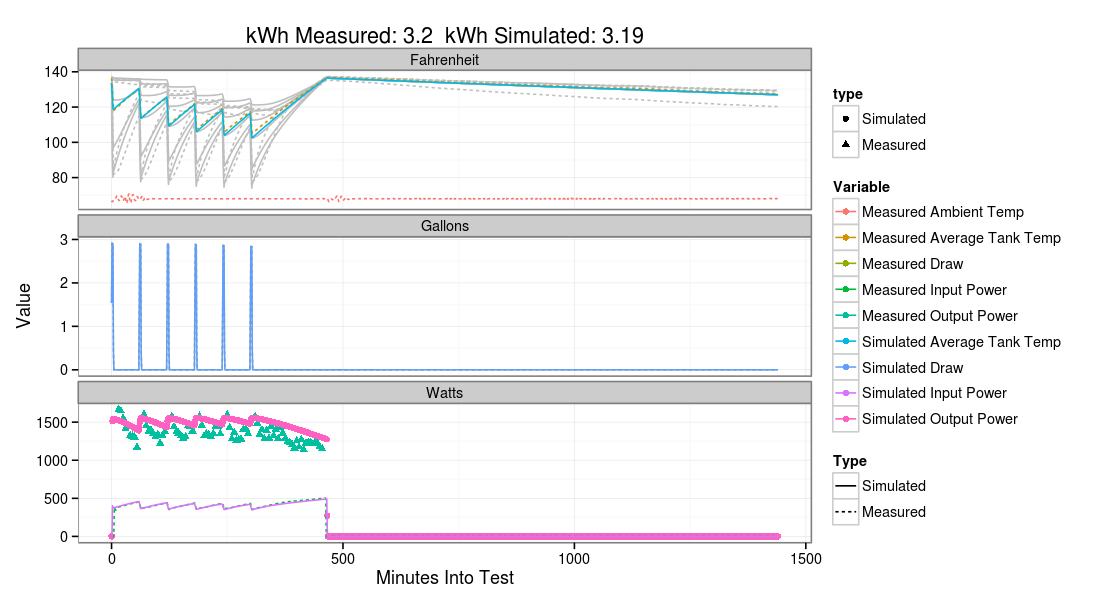 kWh Measured: 3.2  kWh Simulated: 3.19
Fahrenheit
140
120
100
80
Gallons
3
2
1
0
Watts
1500
1000
500
0
0 500 1000 1500
Minutes Into Test
Value
type
Simulated
Measured
Variable
Measured Ambient Temp
Measured Average Tank Temp
Measured Draw
Measured Input Power
Measured Output Power
Simulated Average Tank Temp
Simulated Draw
Simulated Input Power
Simulated Output Power
Type
Simulated
Measured